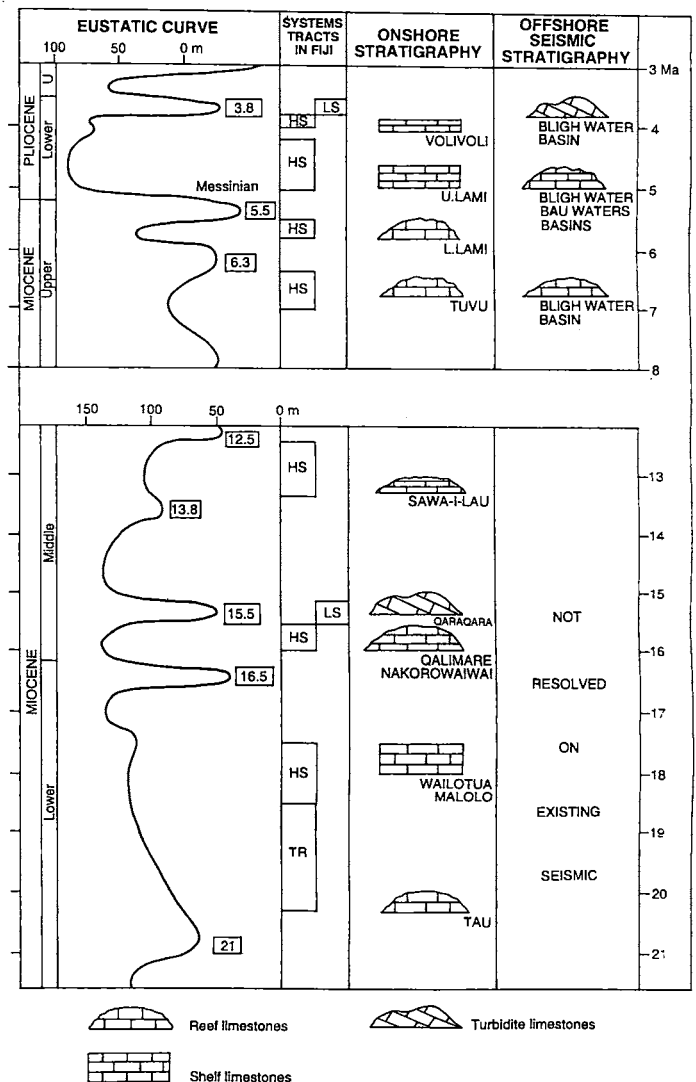 EUSTATIC CURVE
100 50 0 m
SYSTEMS
TRACTS
IN FIJI
ONSHORE
STRATIGRAPHY
OFFSHORE
SEISMIC
STRATIGRAPHY
3 Ma
4
5
6
7
8
PLIOCENE
U
Lower
MIOCENE
Upper
3.8
Messinian
5.5
6.3
LS
HS
HS
HS
HS
VOLIVOLI
U.LAMI
L.LAMI
TUVU
BLIGH WATER
BASIN
BLIGH WATER
BAU WATERS
BASINS
BLIGH WATER
BASIN
150 100 50 0 m
MIOCENE
Middle
Lower
12.5
13.8
15.5
16.5
21
HS
LS
HS
HS
TR
SAWA-I-LAU
QARAQARA
QALIMARE
NAKOROWAIWAI
WAILOTUA
MALOLO
TAU
NOT
RESOLVED
ON
EXISTING
SEISMIC
13
14
15
16
17
18
19
20
21
Reef limestones
Turbidite limestones
Shelf limestones